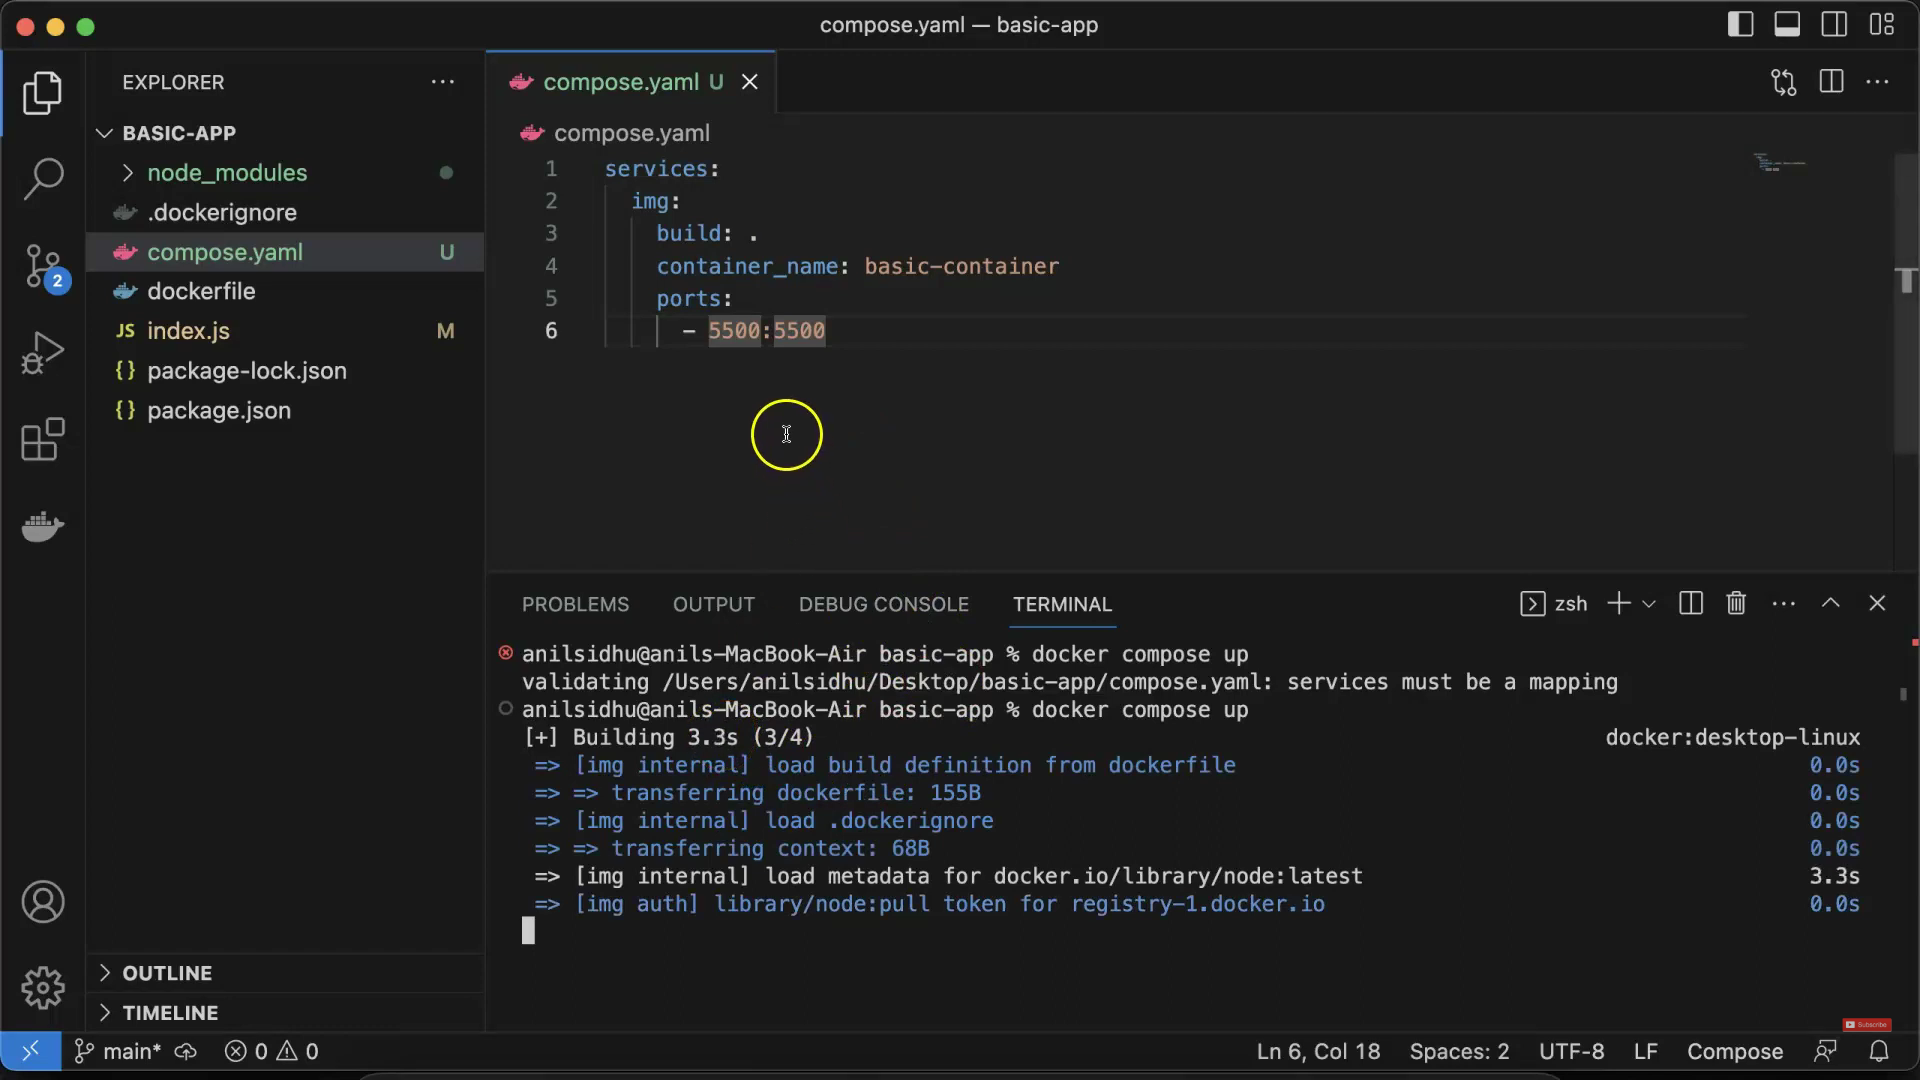 compose.yaml — basic-app
EXPLORER
BASIC-APP
node_modules
.dockerignore
compose.yaml U
dockerfile
JS index.js M
{} package-lock.json
{} package.json
OUTLINE
TIMELINE
2
compose.yaml U
compose.yaml
1 services:
2 img:
3 build: .
4 container_name: basic-container
5 ports:
6 - 5500:5500
PROBLEMS OUTPUT DEBUG CONSOLE TERMINAL zsh
anilsidhu@anils-MacBook-Air basic-app % docker compose up
validating /Users/anilsidhu/Desktop/basic-app/compose.yaml: services must be a mapping
anilsidhu@anils-MacBook-Air basic-app % docker compose up
[+] Building 3.3s (3/4) docker:desktop-linux
=> [img internal] load build definition from dockerfile 0.0s
=> => transferring dockerfile: 155B 0.0s
=> [img internal] load .dockerignore 0.0s
=> => transferring context: 68B 0.0s
=> [img internal] load metadata for docker.io/library/node:latest 3.3s
=> [img auth] library/node:pull token for registry-1.docker.io 0.0s
Subscribe
main* 0 0 Ln 6, Col 18 Spaces: 2 UTF-8 LF Compose